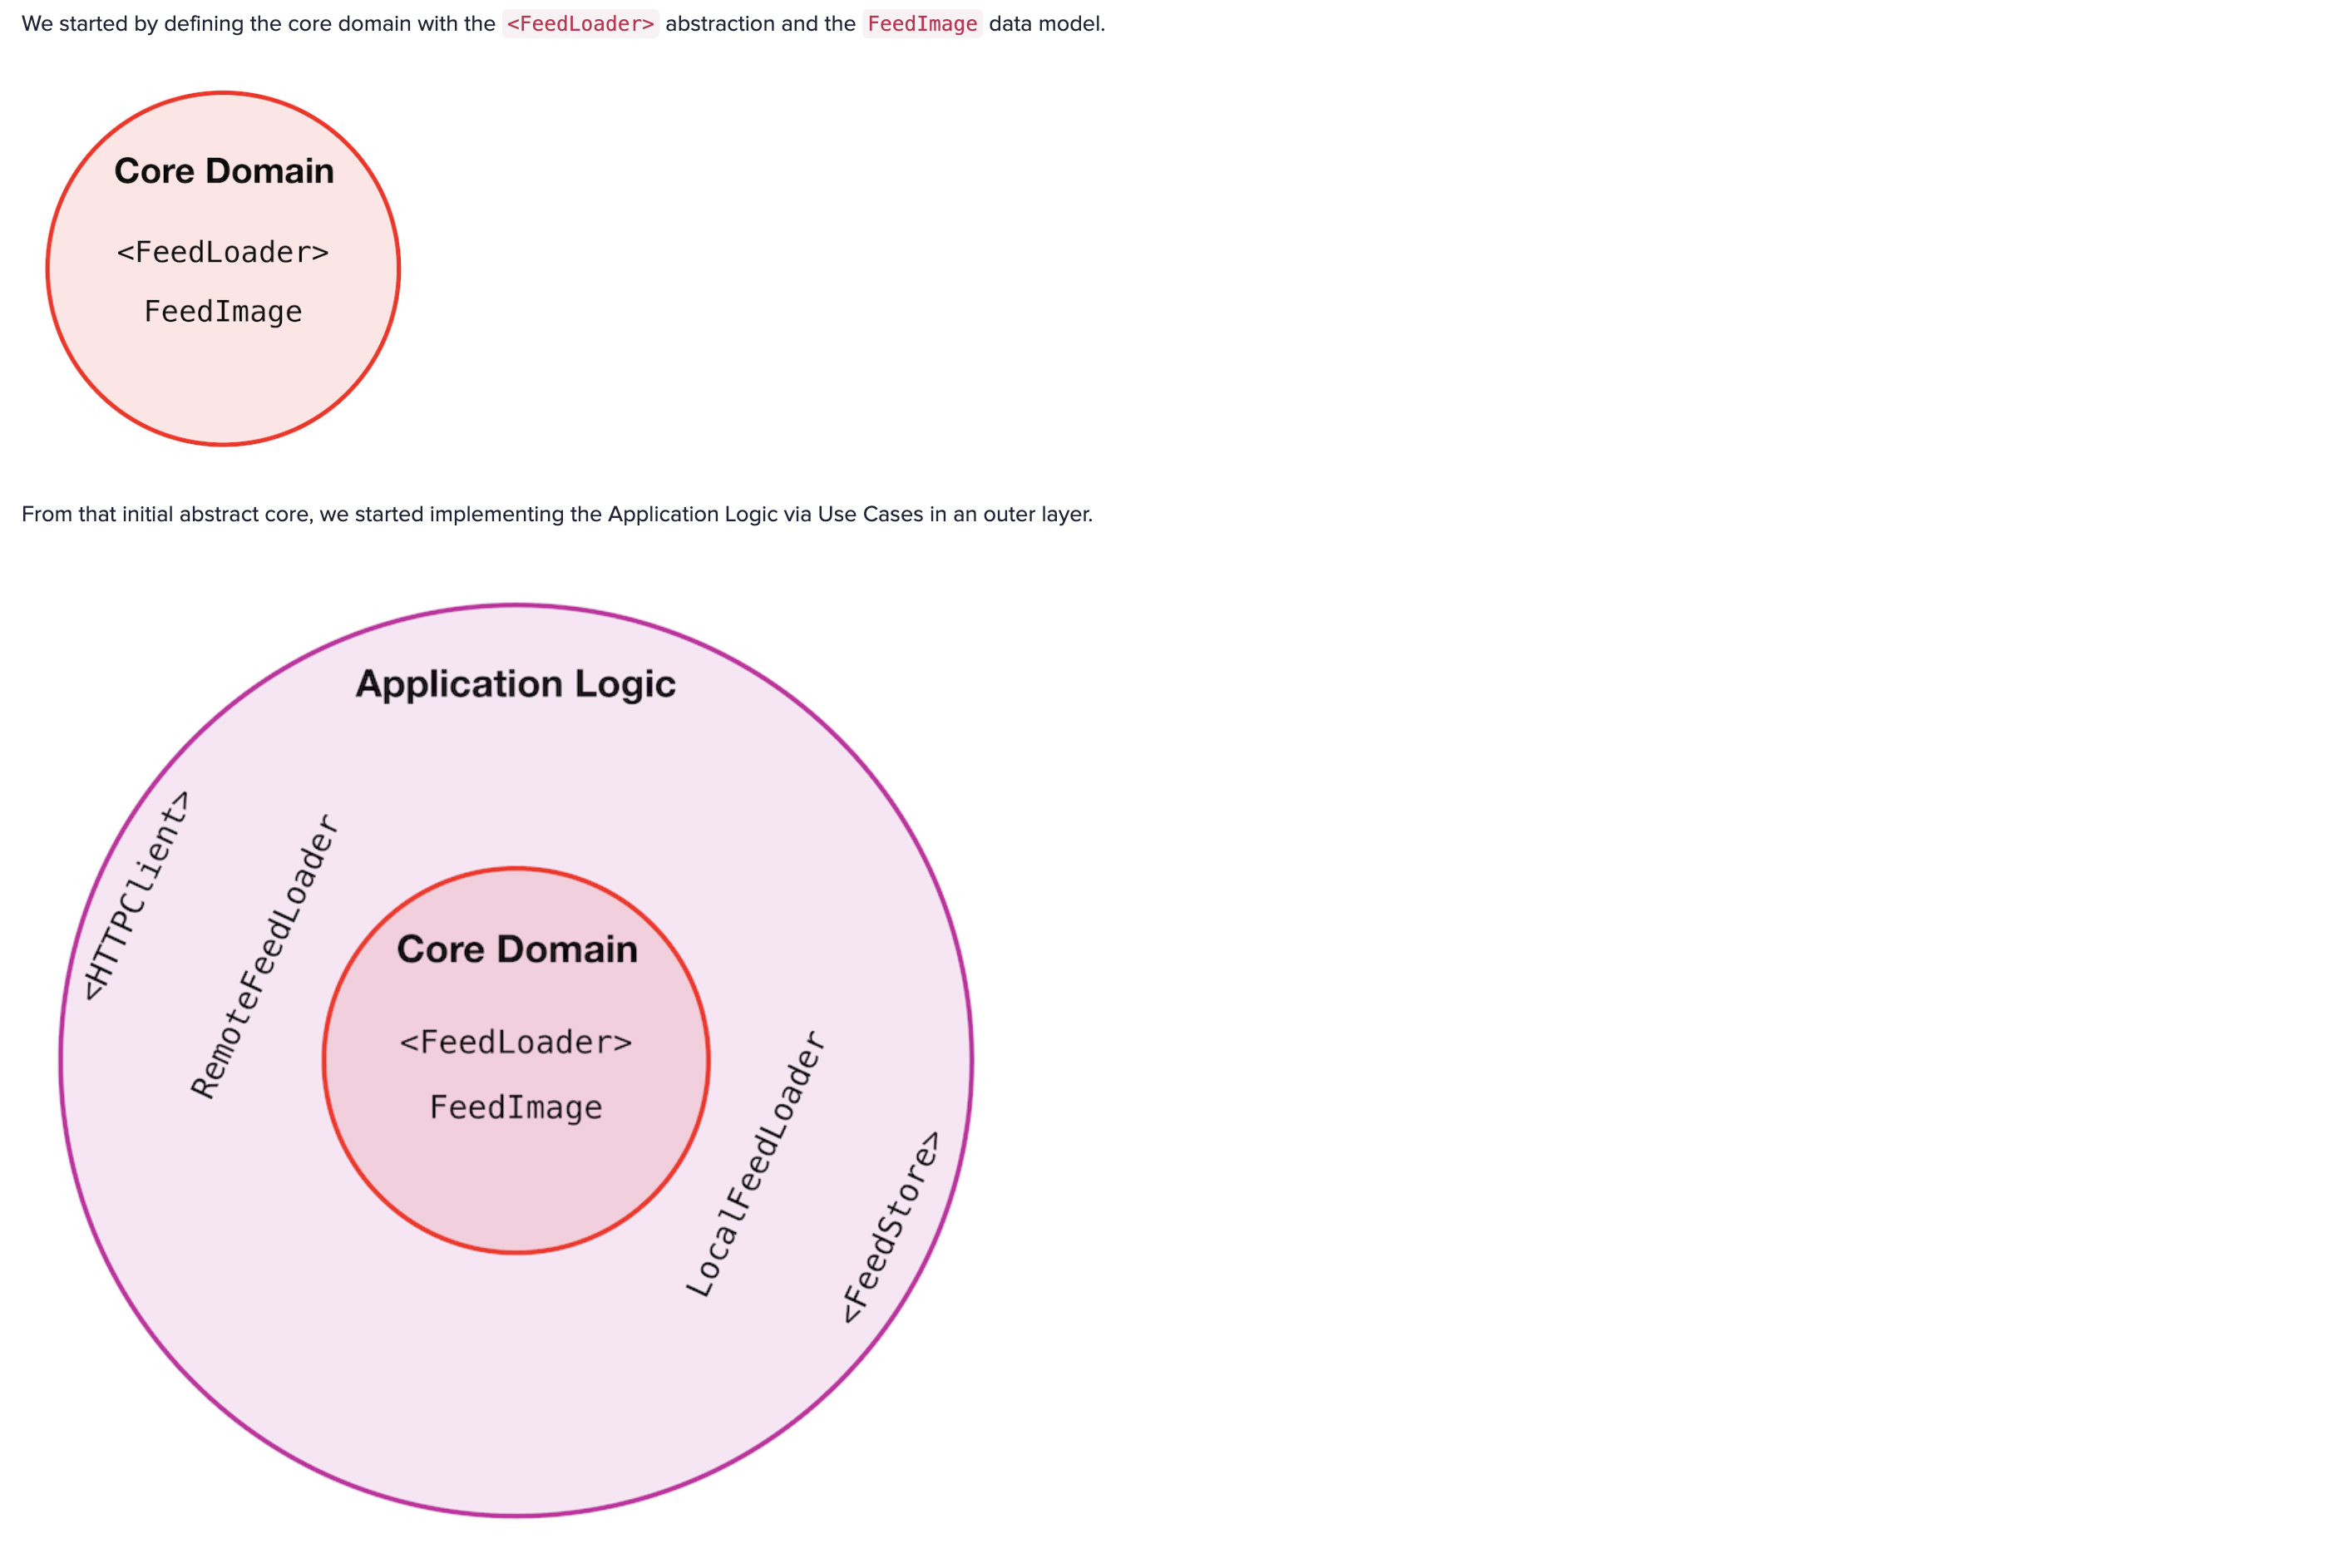 We started by defining the core domain with the <FeedLoader> abstraction and the FeedImage data model.
Core Domain
<FeedLoader>
FeedImage
From that initial abstract core, we started implementing the Application Logic via Use Cases in an outer layer.
Application Logic
<HTTPClient>
RemoteFeedLoader
Core Domain
<FeedLoader>
FeedImage
LocalFeedLoader
<FeedStore>